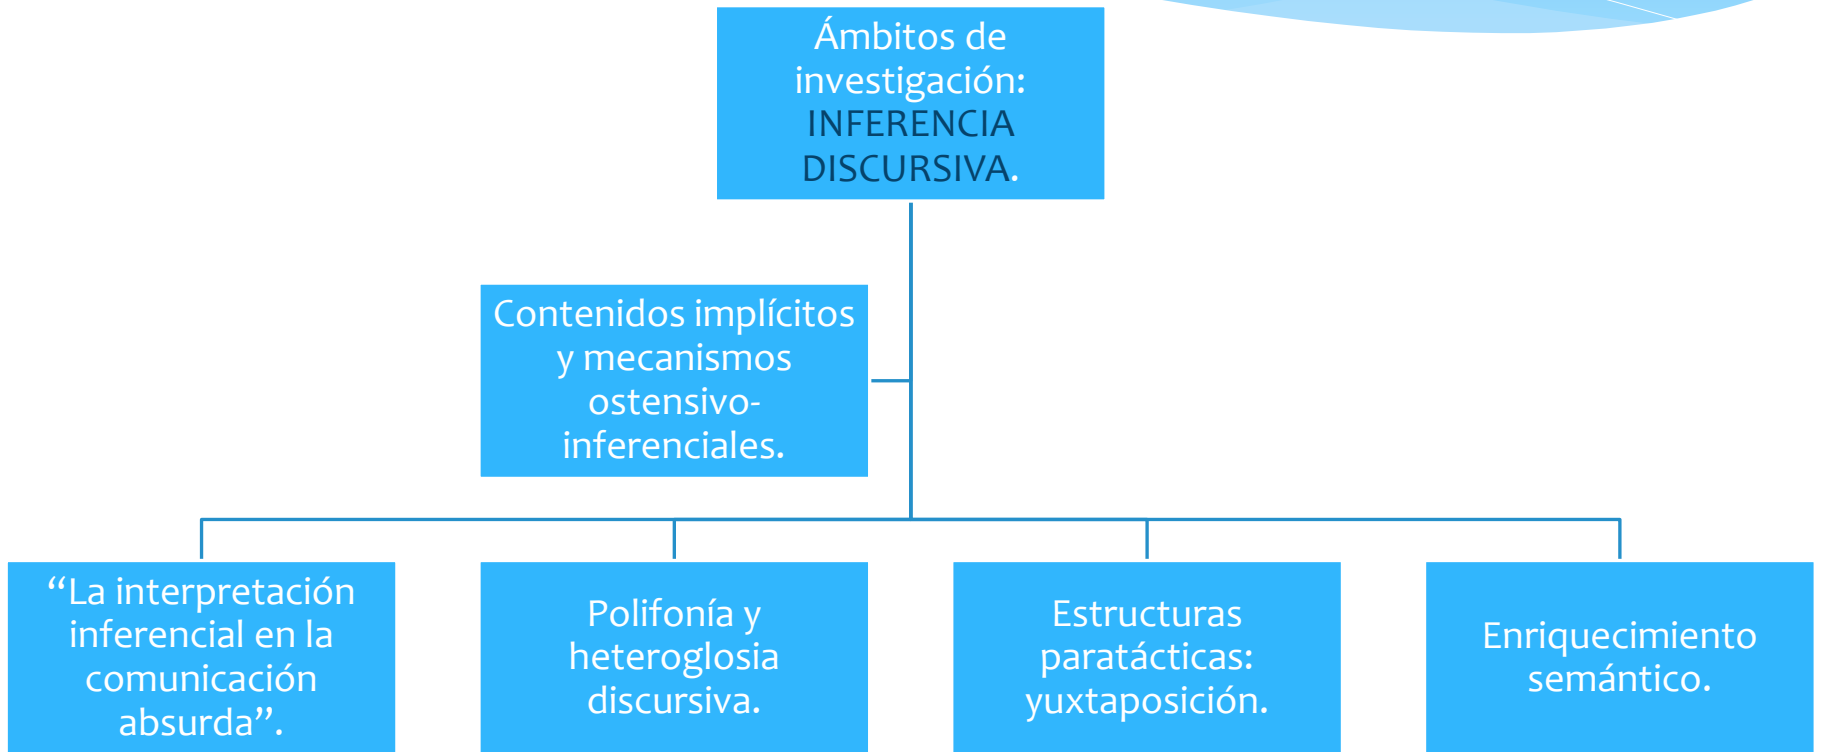 Ámbitos de
investigación:
INFERENCIA
DISCURSIVA.
Contenidos implícitos
y mecanismos
ostensivo-
inferenciales.
“La interpretación
inferencial en la
comunicación
absurda”.
Polifonía y
heteroglosia
discursiva.
Estructuras
paratácticas:
yuxtaposición.
Enriquecimiento
semántico.